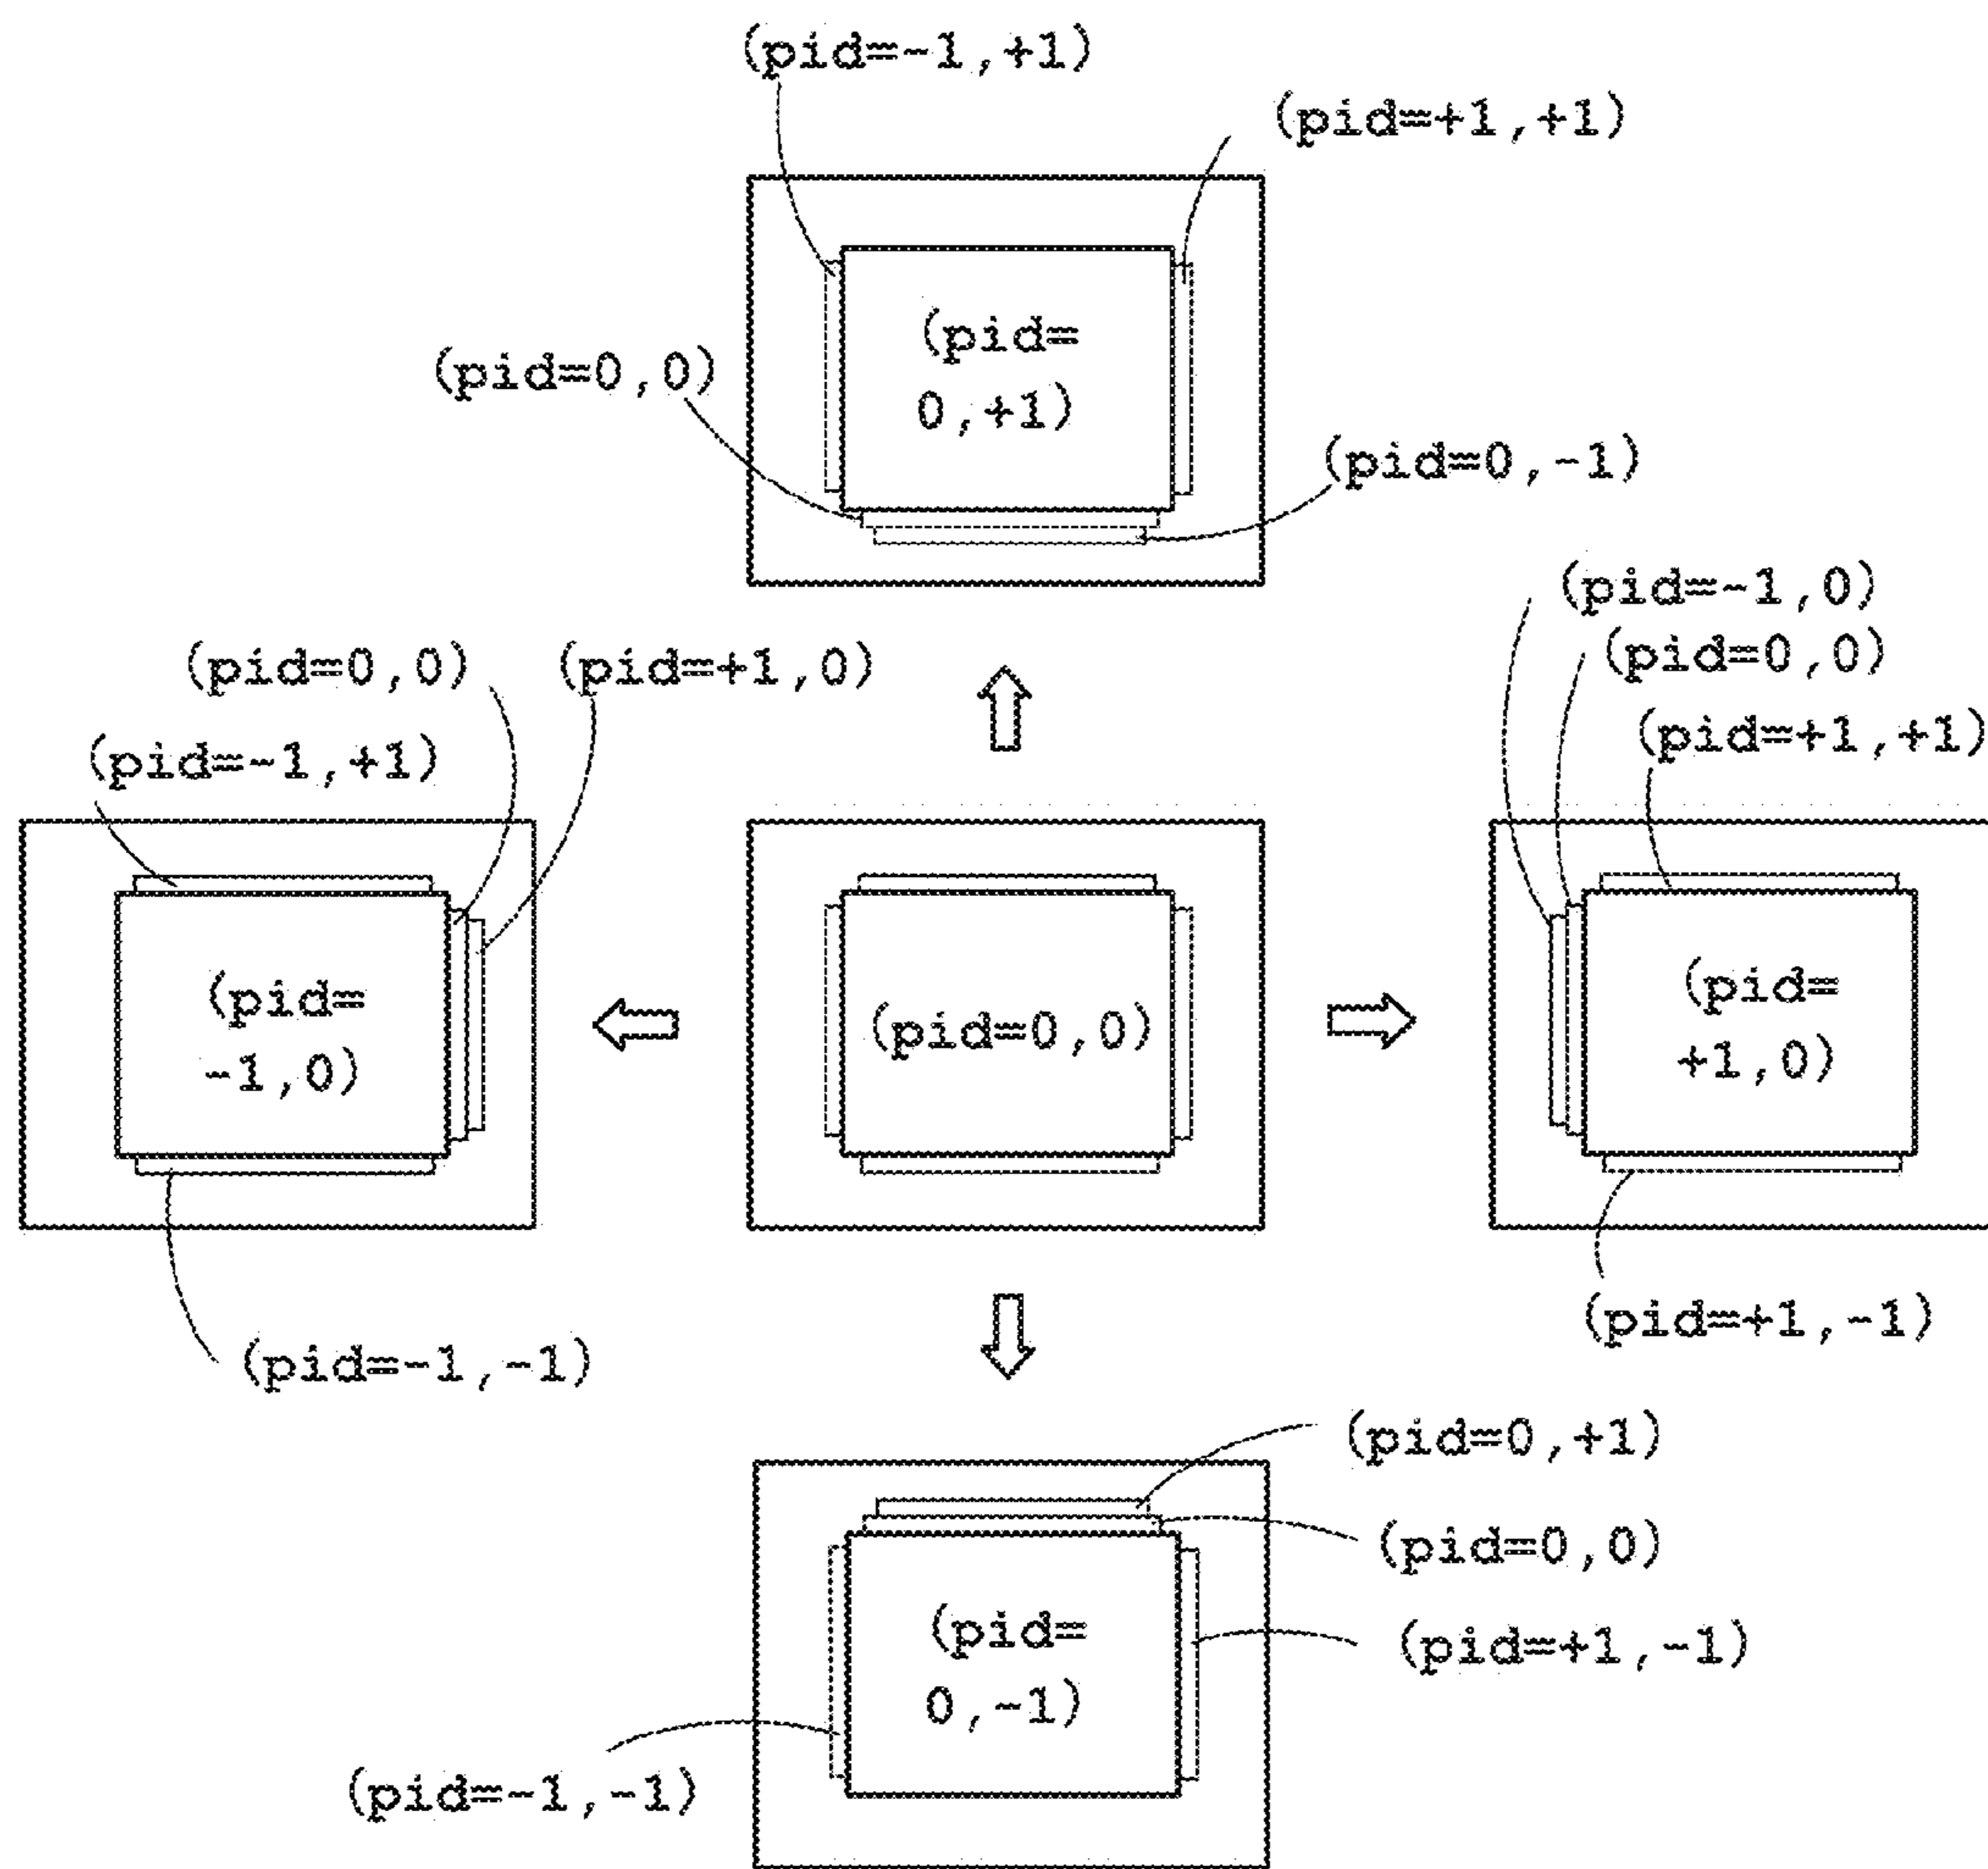 (pid=-1,+1)
(pid=+1,+1)
(pid=
0,+1)
(pid=0,0)
(pid=0,-1)
(pid=-1,0)
(pid=0,0)
(pid=+1,+1)
(pid=0,0)
(pid=+1,0)
(pid=-1,+1)
(pid=
-1,0)
(pid=0,0)
(pid=
+1,0)
(pid=+1,-1)
(pid=-1,-1)
(pid=0,+1)
(pid=0,0)
(pid=+1,-1)
(pid=
0,-1)
(pid=-1,-1)